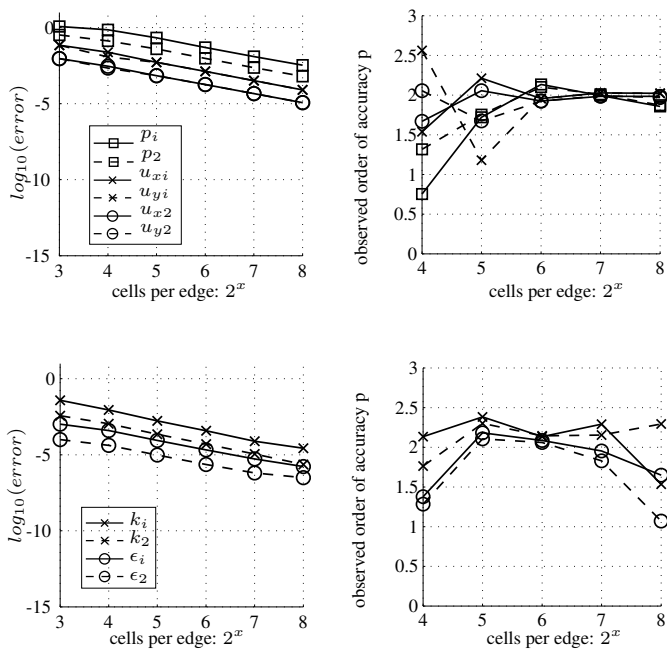 0
-5
-10
-15
log₁₀(error)
p_i
p_2
u_xi
u_yi
u_x2
u_y2
3 4 5 6 7 8
cells per edge: 2^x
3
2.5
2
1.5
1
0.5
0
observed order of accuracy p
4 5 6 7 8
cells per edge: 2^x
0
-5
-10
-15
log₁₀(error)
k_i
k_2
ϵ_i
ϵ_2
3 4 5 6 7 8
cells per edge: 2^x
3
2.5
2
1.5
1
0.5
0
observed order of accuracy p
4 5 6 7 8
cells per edge: 2^x